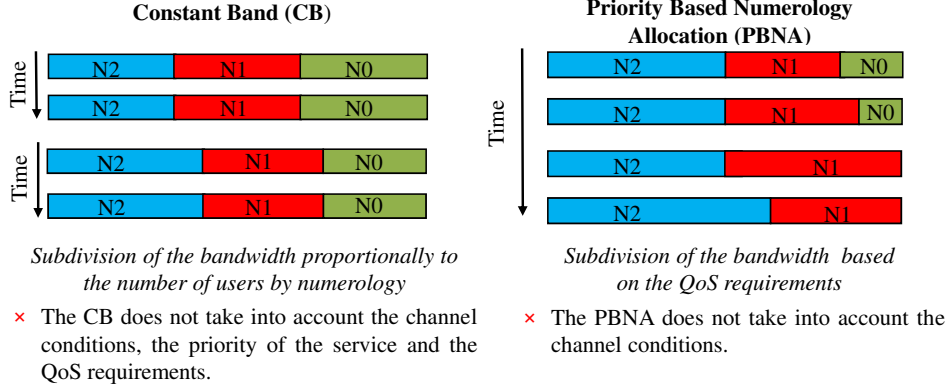 Constant Band (CB)
Time
N2 N1 N0
N2 N1 N0
Time
N2 N1 N0
N2 N1 N0
Subdivision of the bandwidth proportionally to
the number of users by numerology
× The CB does not take into account the channel
conditions, the priority of the service and the
QoS requirements.
Priority Based Numerology
Allocation (PBNA)
Time
N2 N1 N0
N2 N1 N0
N2 N1
N2 N1
Subdivision of the bandwidth based
on the QoS requirements
× The PBNA does not take into account the
channel conditions.